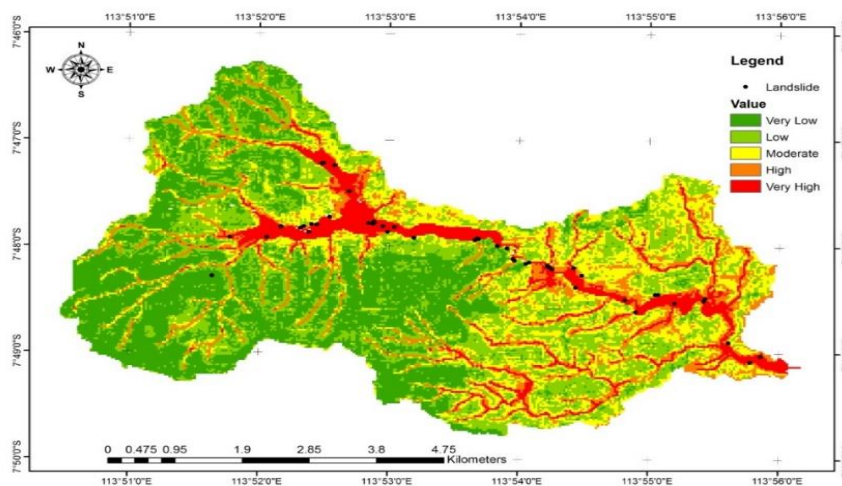 113°51'0"E 113°52'0"E 113°53'0"E 113°54'0"E 113°55'0"E 113°56'0"E
7°46'0"S
7°47'0"S
7°48'0"S
7°49'0"S
7°50'0"S
N
W E
S
Legend
Landslide
Value
Very Low
Low
Moderate
High
Very High
0 0.475 0.95 1.9 2.85 3.8 4.75
Kilometers
113°51'0"E 113°52'0"E 113°53'0"E 113°54'0"E 113°55'0"E 113°56'0"E